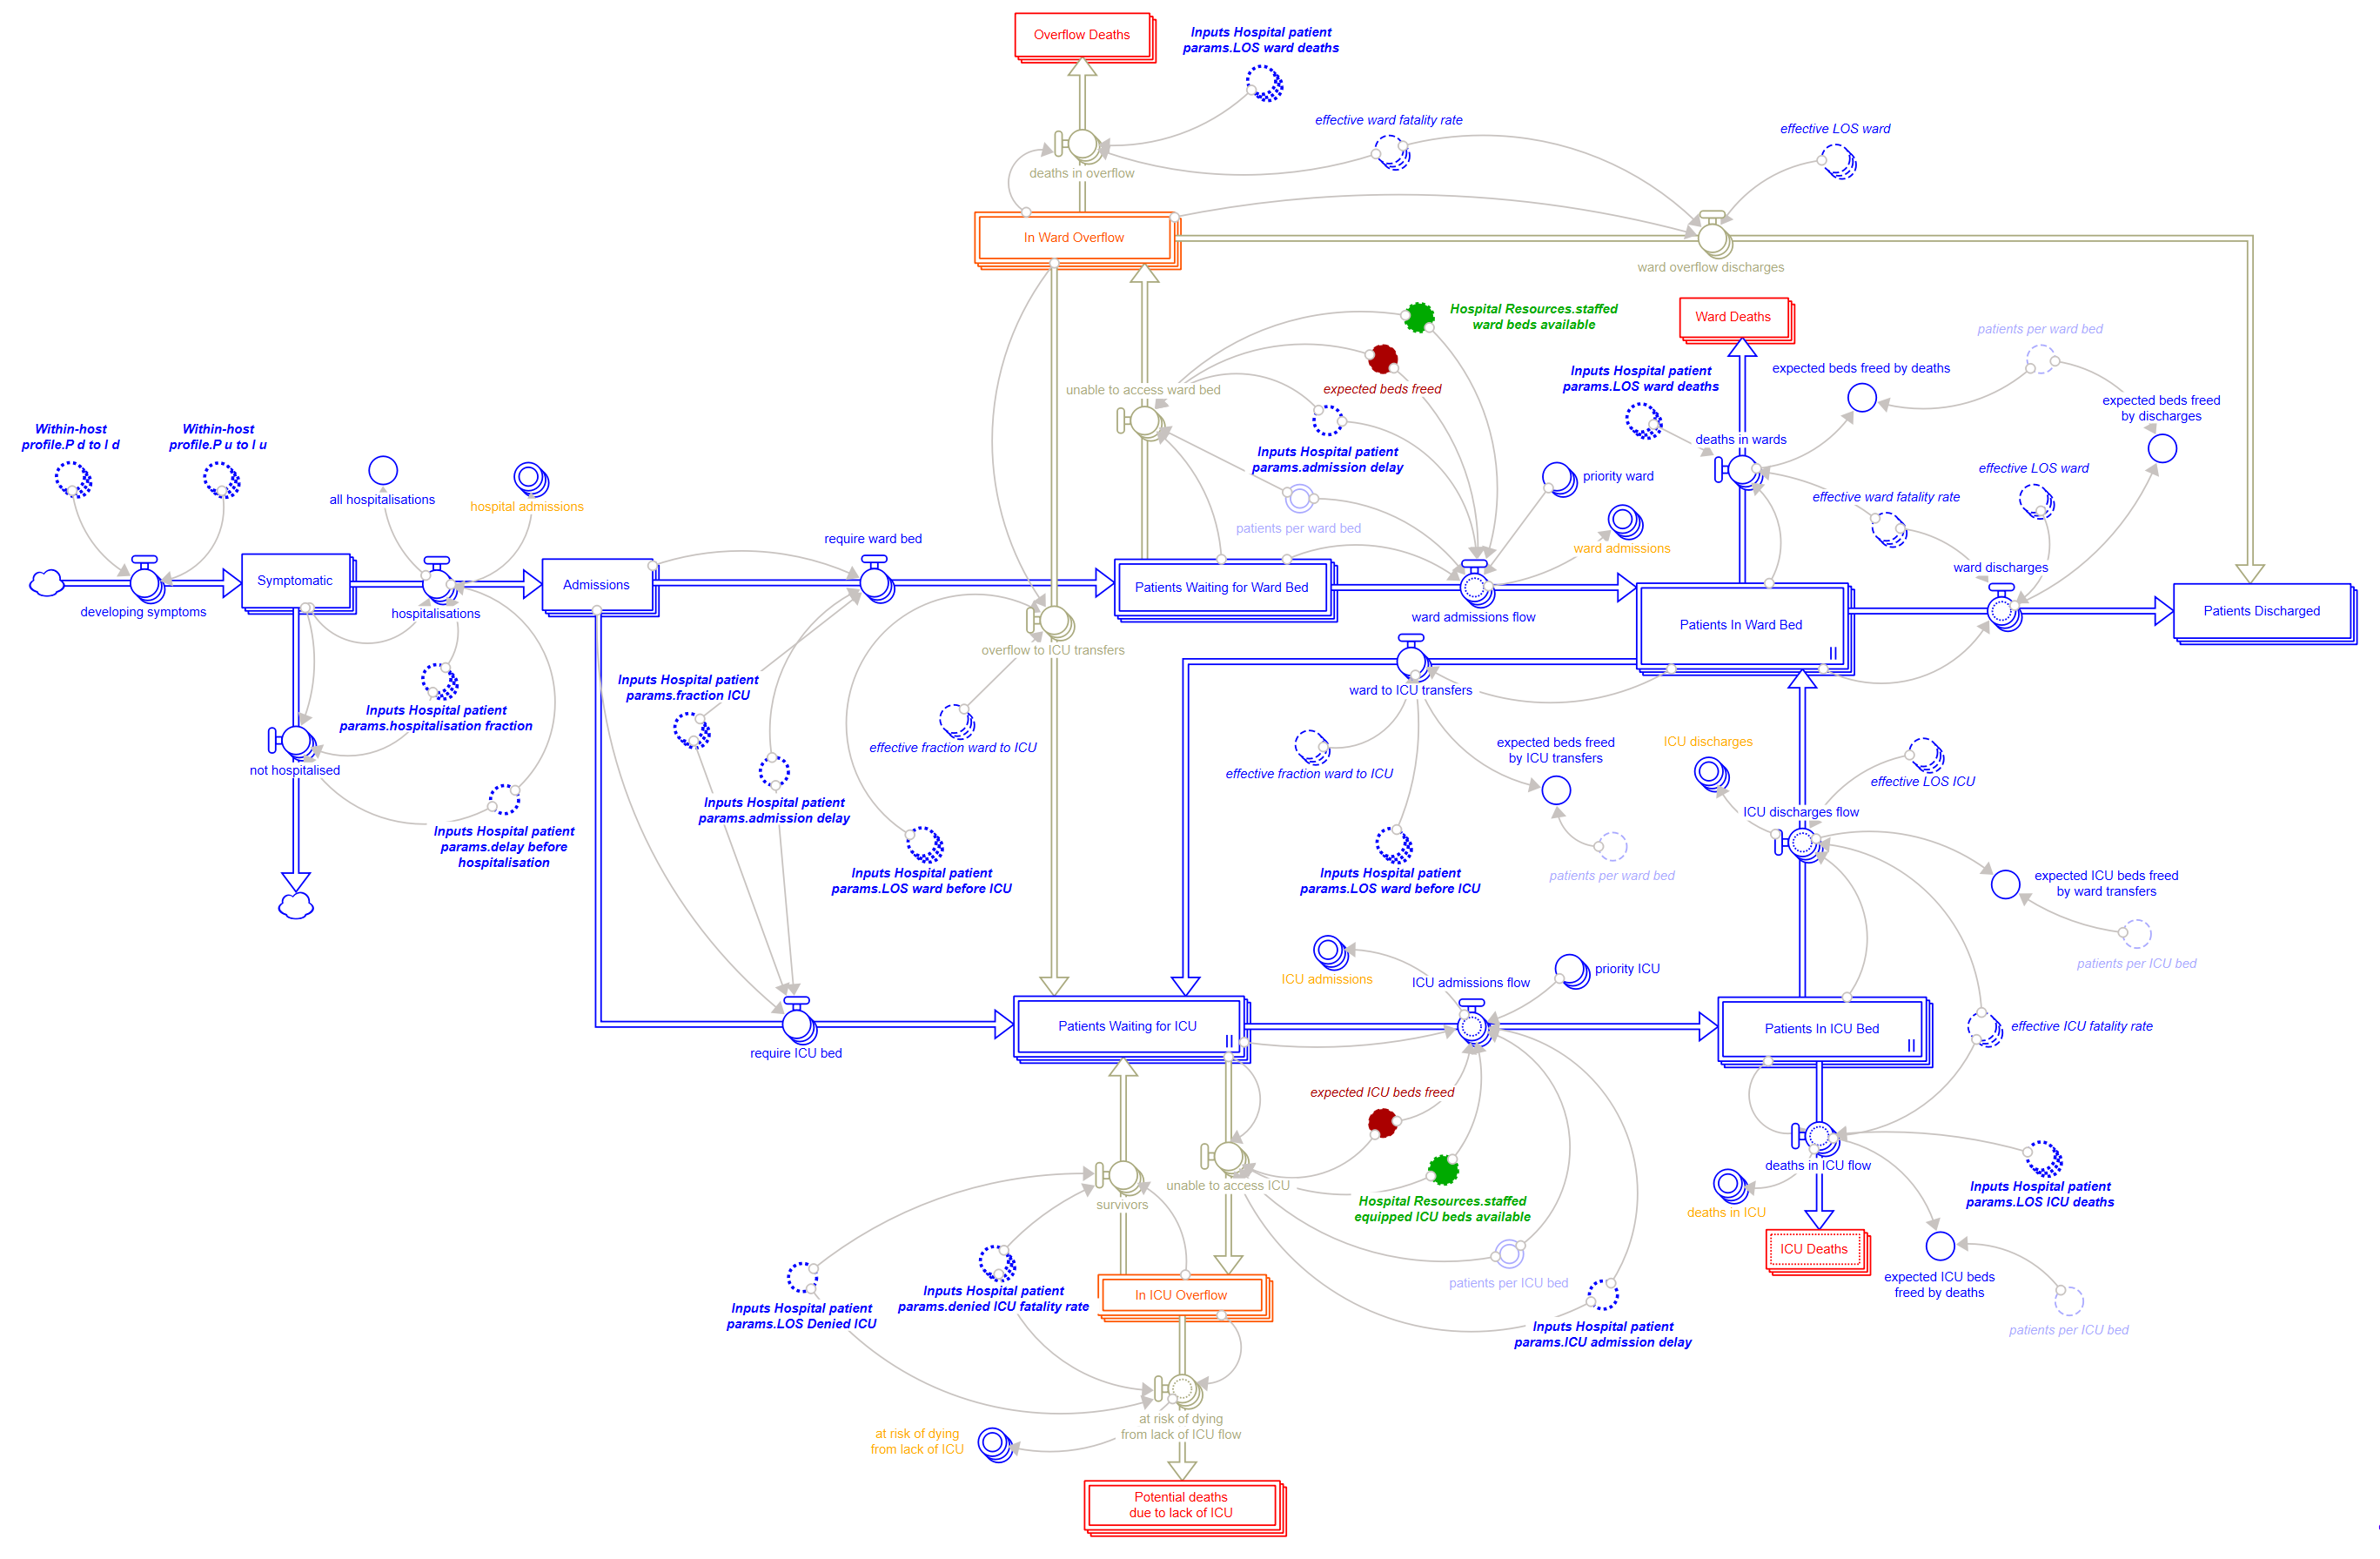 Overflow Deaths
Inputs Hospital patient
params.LOS ward deaths
effective ward fatality rate
effective LOS ward
deaths in overflow
In Ward Overflow
ward overflow discharges
Hospital Resources.staffed
ward beds available
Ward Deaths
patients per ward bed
unable to access ward bed
expected beds freed
Inputs Hospital patient
params.LOS ward deaths
expected beds freed by deaths
expected beds freed
by discharges
Within-host
profile.P d to I d
Within-host
profile.P u to I u
deaths in wards
Inputs Hospital patient
params.admission delay
effective LOS ward
priority ward
all hospitalisations
hospital admissions
effective ward fatality rate
patients per ward bed
require ward bed
ward admissions
ward discharges
Symptomatic
Admissions
Patients Waiting for Ward Bed
developing symptoms
hospitalisations
ward admissions flow
Patients In Ward Bed
Patients Discharged
overflow to ICU transfers
Inputs Hospital patient
params.fraction ICU
ward to ICU transfers
Inputs Hospital patient
params.hospitalisation fraction
effective fraction ward to ICU
expected beds freed
by ICU transfers
ICU discharges
not hospitalised
effective fraction ward to ICU
effective LOS ICU
Inputs Hospital patient
params.admission delay
ICU discharges flow
Inputs Hospital patient
params.delay before
hospitalisation
Inputs Hospital patient
params.LOS ward before ICU
Inputs Hospital patient
params.LOS ward before ICU
patients per ward bed
expected ICU beds freed
by ward transfers
patients per ICU bed
ICU admissions
ICU admissions flow
priority ICU
Patients Waiting for ICU
Patients In ICU Bed
effective ICU fatality rate
require ICU bed
expected ICU beds freed
deaths in ICU flow
unable to access ICU
survivors
Hospital Resources.staffed
equipped ICU beds available
Inputs Hospital patient
params.LOS ICU deaths
deaths in ICU
ICU Deaths
patients per ICU bed
expected ICU beds
freed by deaths
Inputs Hospital patient
params.denied ICU fatality rate
In ICU Overflow
Inputs Hospital patient
params.LOS Denied ICU
Inputs Hospital patient
params.ICU admission delay
patients per ICU bed
at risk of dying
from lack of ICU flow
at risk of dying
from lack of ICU
Potential deaths
due to lack of ICU